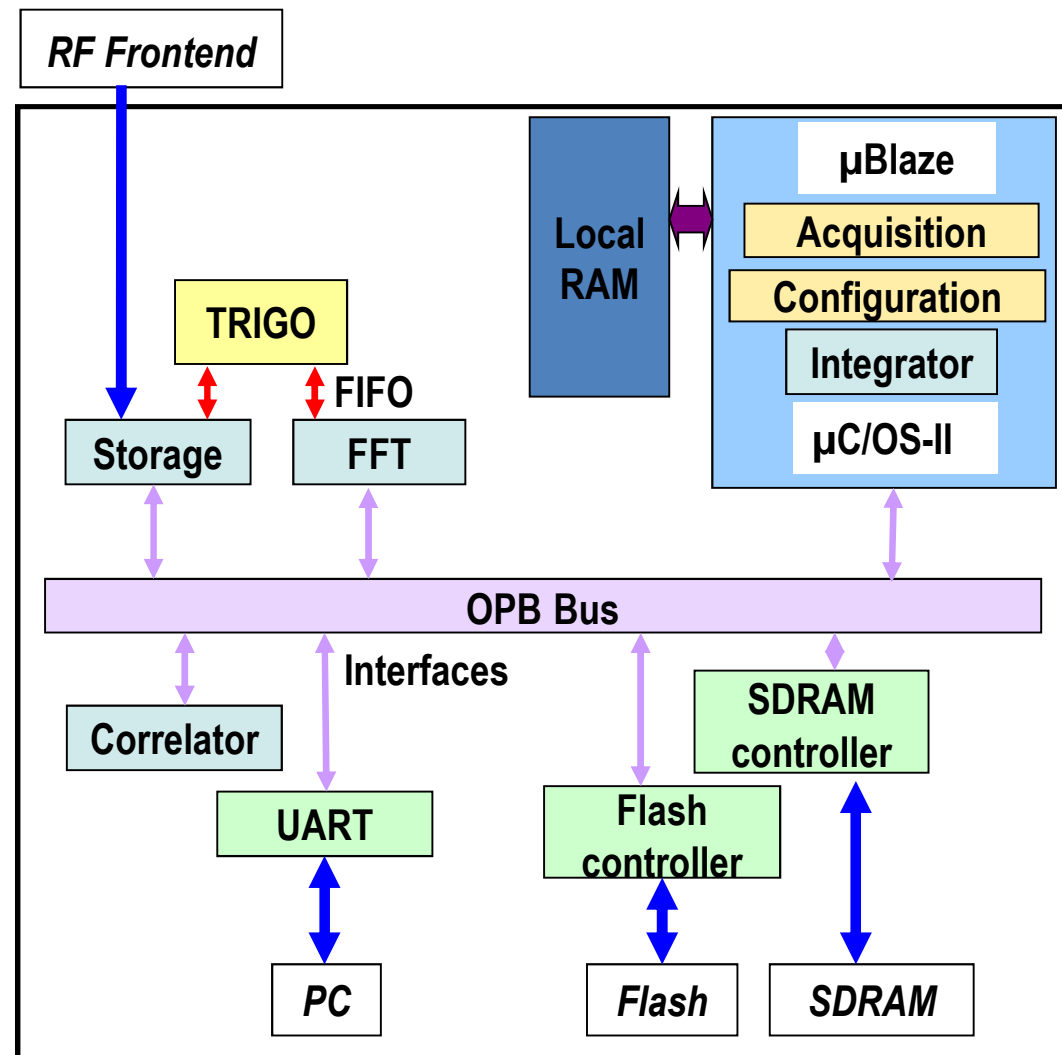 RF Frontend
µBlaze
Acquisition
Configuration
Integrator
µC/OS-II
Local
RAM
TRIGO
FIFO
Storage
FFT
OPB Bus
Interfaces
Correlator
SDRAM
controller
UART
Flash
controller
PC
Flash
SDRAM